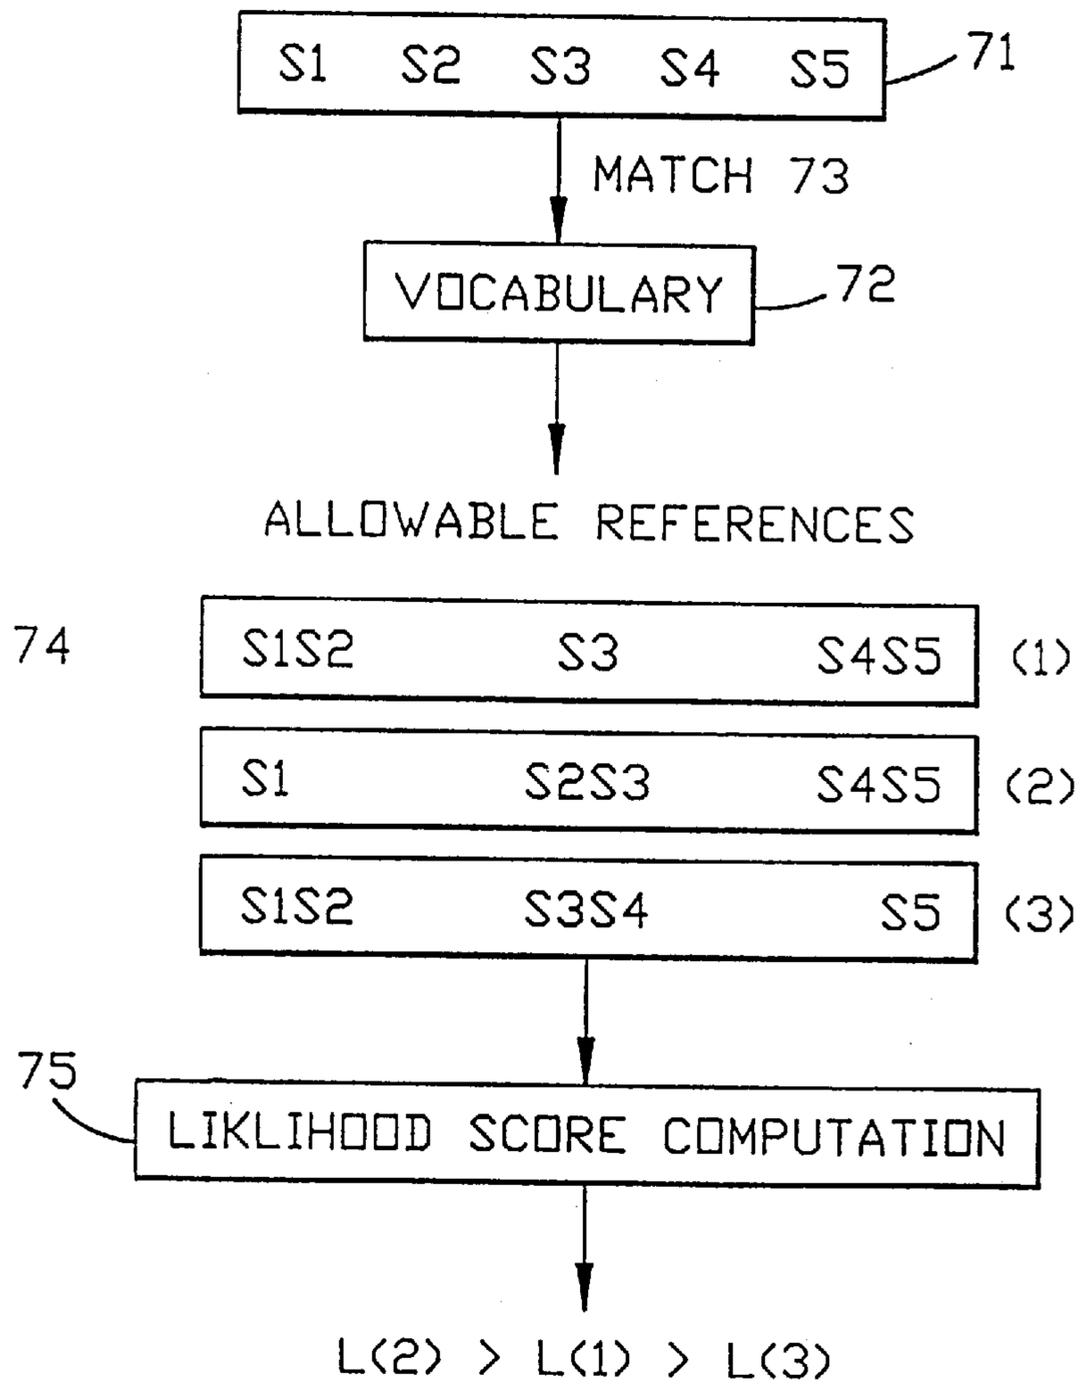 S1 S2 S3 S4 S5 71
MATCH 73
VOCABULARY 72
ALLOWABLE REFERENCES
74 S1S2 S3 S4S5 (1)
S1 S2S3 S4S5 (2)
S1S2 S3S4 S5 (3)
75
LIKLIHOOD SCORE COMPUTATION
L(2) > L(1) > L(3)